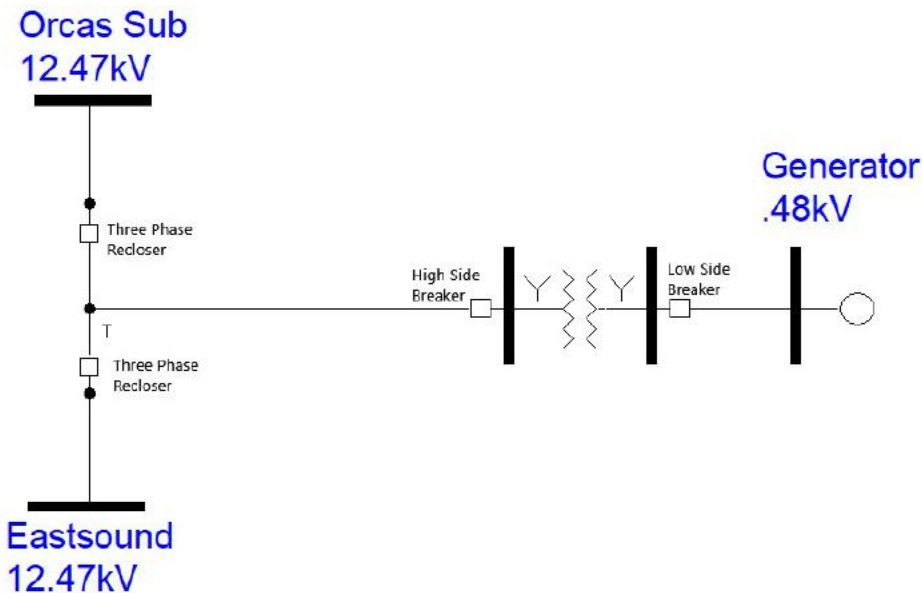 Orcas Sub
12.47kV
Three Phase
Recloser
Generator
.48kV
High Side
Breaker
Low Side
Breaker
T
Three Phase
Recloser
Eastsound
12.47kV